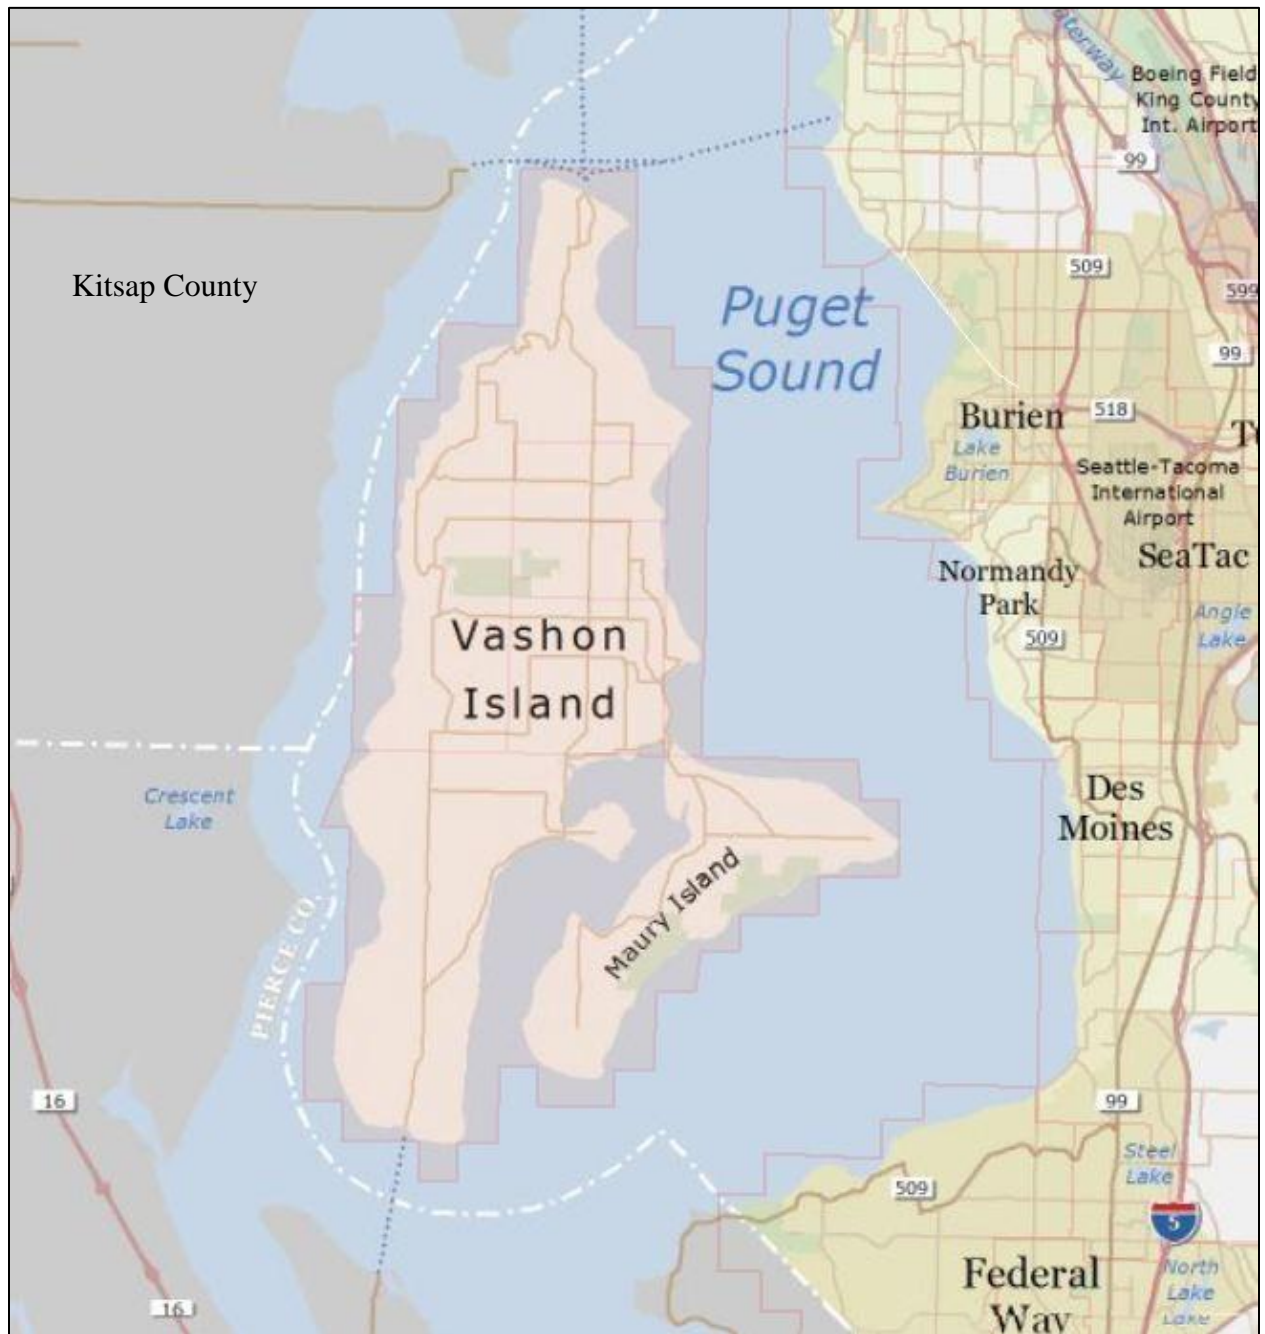 aterway
Boeing Field
King County
Int. Airport
99
509
Kitsap County
Puget
Sound
599
99
Burien
518
Lake
Burien
Seattle-Tacoma
International
Airport
SeaTac
Normandy
Park
Angle
Lake
509
Vashon
Island
Crescent
Lake
Des
Moines
Maury Island
PIERCE CO.
16
99
Steel
Lake
509
5
Federal
Way
North
Lake
16